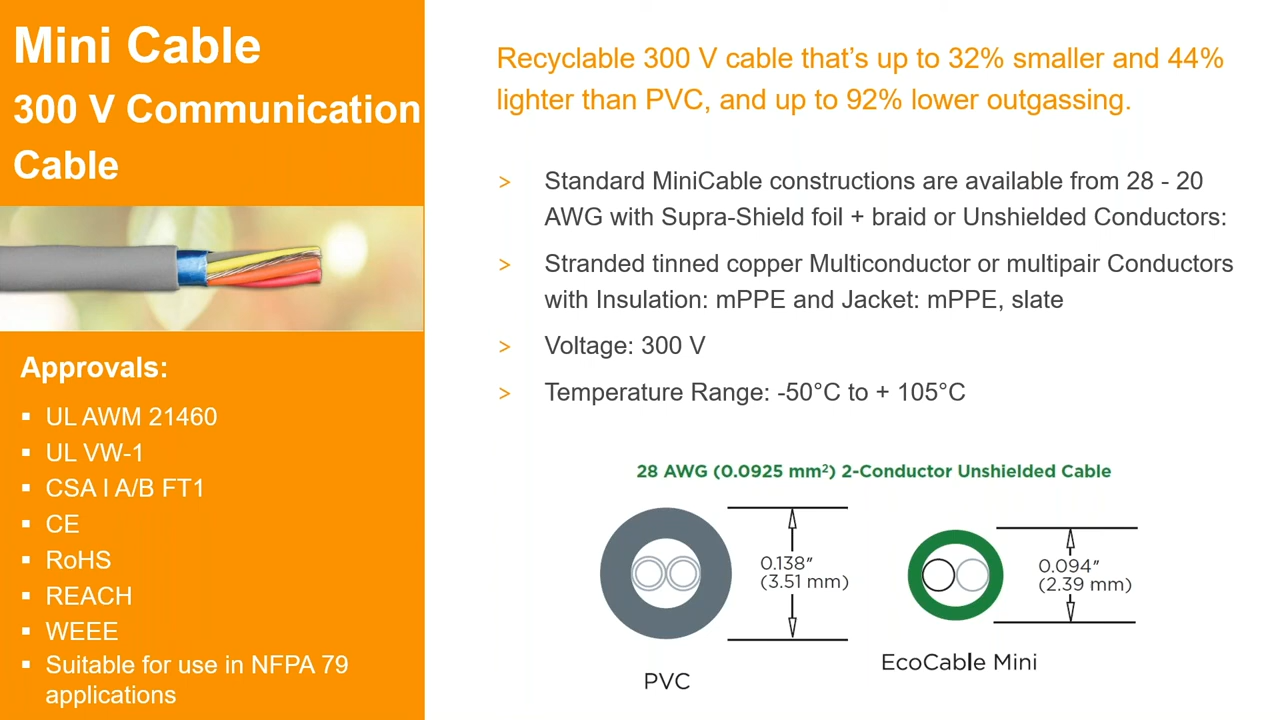 Mini Cable
300 V Communication
Cable
Approvals:
▪ UL AWM 21460
▪ UL VW-1
▪ CSA I A/B FT1
▪ CE
▪ RoHS
▪ REACH
▪ WEEE
▪ Suitable for use in NFPA 79
applications
Recyclable 300 V cable that’s up to 32% smaller and 44%
lighter than PVC, and up to 92% lower outgassing.
> Standard MiniCable constructions are available from 28 - 20
AWG with Supra-Shield foil + braid or Unshielded Conductors:
> Stranded tinned copper Multiconductor or multipair Conductors
with Insulation: mPPE and Jacket: mPPE, slate
> Voltage: 300 V
> Temperature Range: -50°C to + 105°C
28 AWG (0.0925 mm²) 2-Conductor Unshielded Cable
0.138″
(3.51 mm)
PVC
0.094″
(2.39 mm)
EcoCable Mini